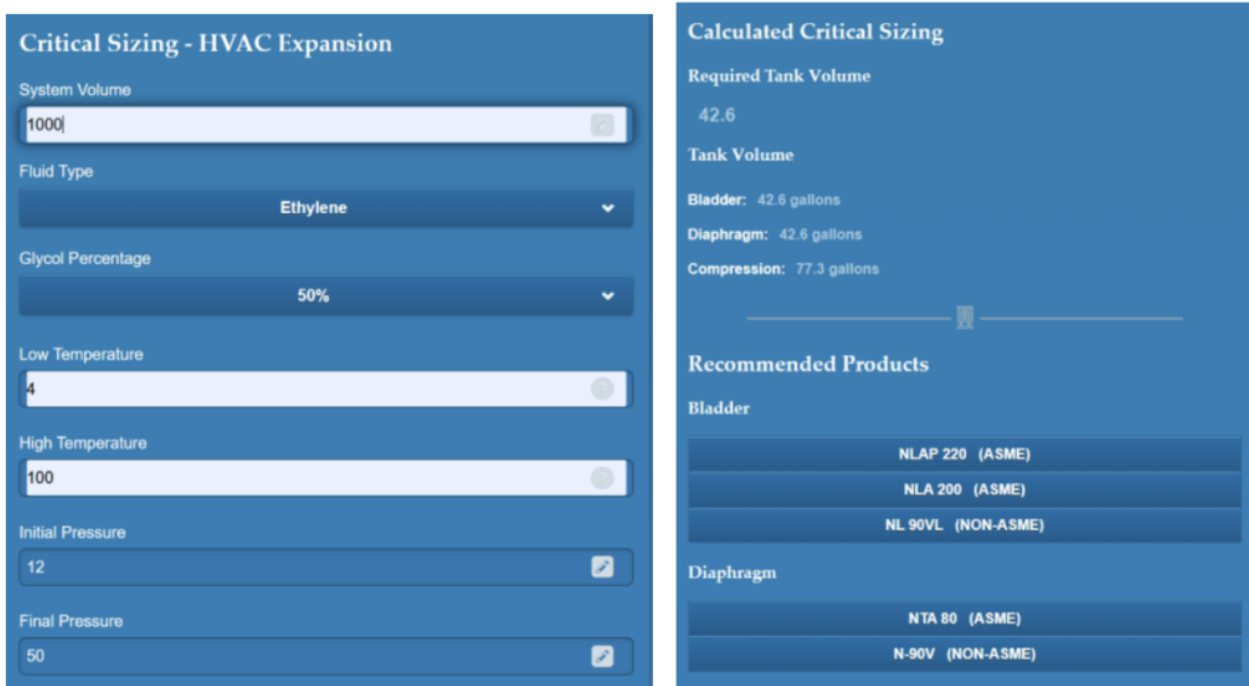 Critical Sizing - HVAC Expansion
System Volume
1000
Fluid Type
Ethylene
Glycol Percentage
50%
Low Temperature
4
High Temperature
100
Initial Pressure
12
Final Pressure
50
Calculated Critical Sizing
Required Tank Volume
42.6
Tank Volume
Bladder: 42.6 gallons
Diaphragm: 42.6 gallons
Compression: 77.3 gallons
Recommended Products
Bladder
NLAP 220 (ASME)
NLA 200 (ASME)
NL 90VL (NON-ASME)
Diaphragm
NTA 80 (ASME)
N-90V (NON-ASME)